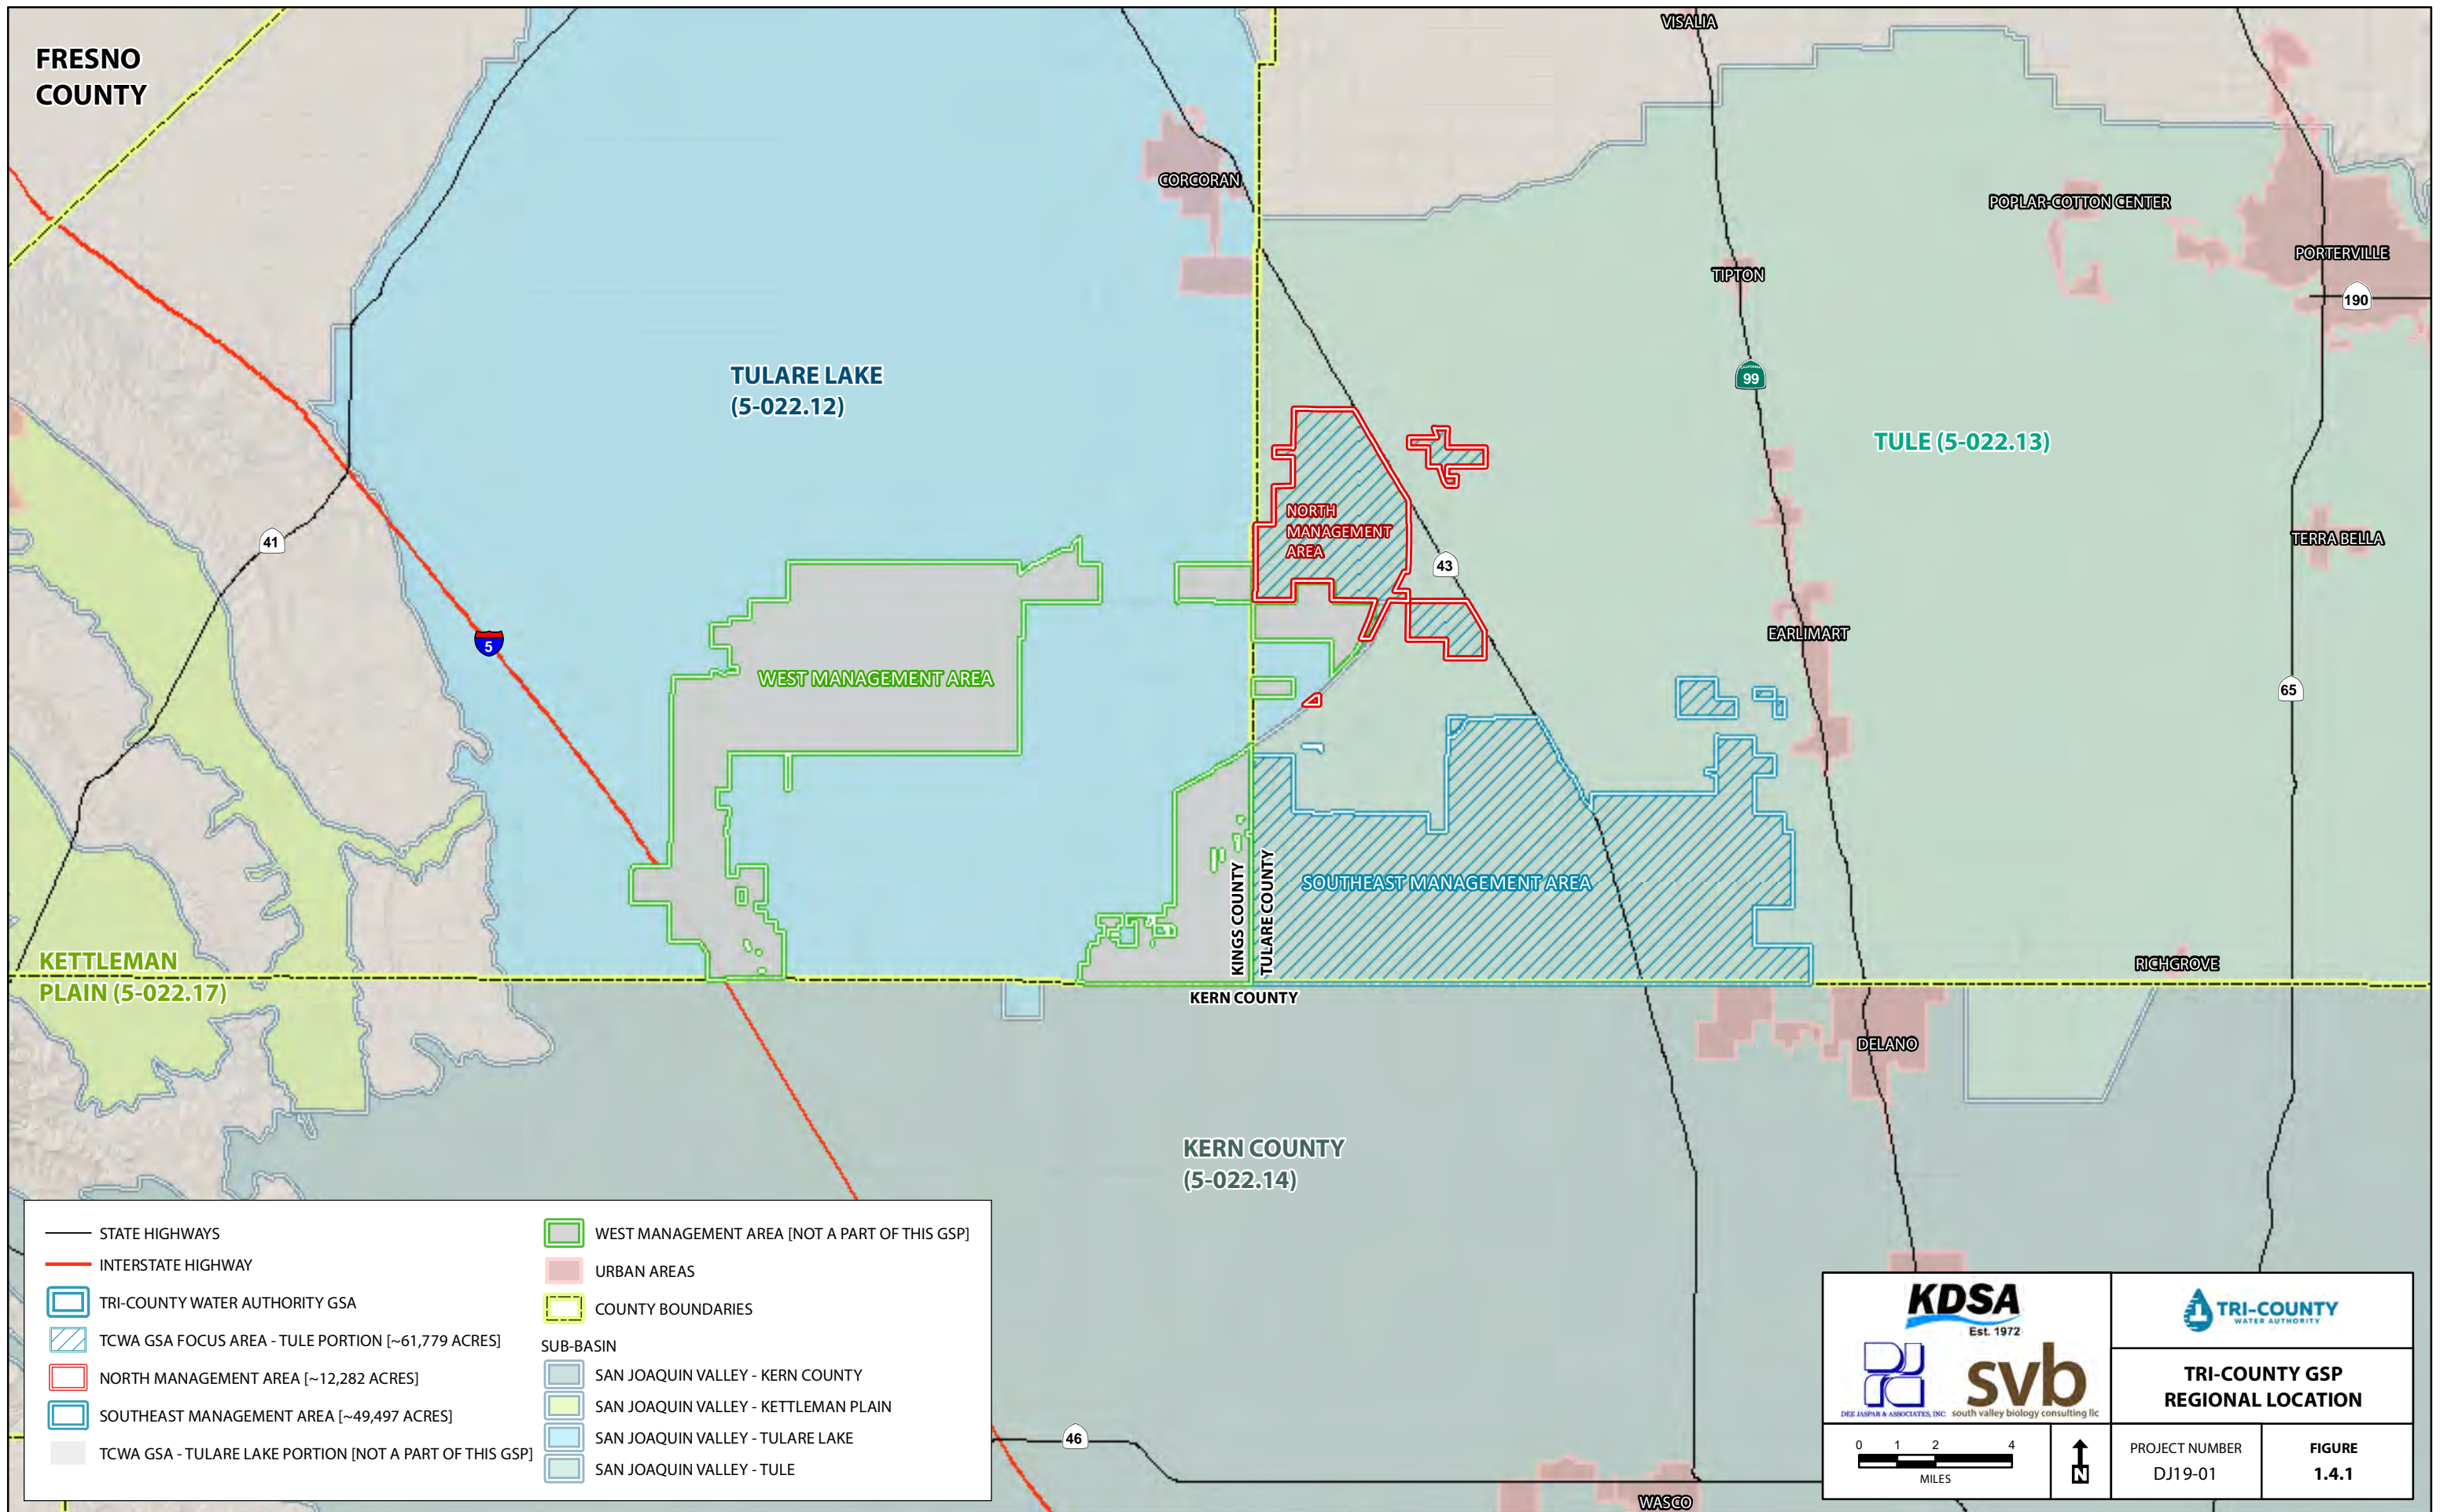 FRESNO
COUNTY
VISALIA
CORCORAN
POPLAR-COTTON CENTER
PORTERVILLE
TIPTON
190
99
TULARE LAKE
(5-022.12)
TULE (5-022.13)
NORTH
MANAGEMENT
AREA
41
43
TERRA BELLA
5
EARLIMART
WEST MANAGEMENT AREA
65
SOUTHEAST MANAGEMENT AREA
KINGS COUNTY
TULARE COUNTY
KETTLEMAN
PLAIN (5-022.17)
RICHGROVE
KERN COUNTY
DELANO
KERN COUNTY
(5-022.14)
46
WASCO
STATE HIGHWAYS
INTERSTATE HIGHWAY
TRI-COUNTY WATER AUTHORITY GSA
TCWA GSA FOCUS AREA - TULE PORTION [~61,779 ACRES]
NORTH MANAGEMENT AREA [~12,282 ACRES]
SOUTHEAST MANAGEMENT AREA [~49,497 ACRES]
TCWA GSA - TULARE LAKE PORTION [NOT A PART OF THIS GSP]
WEST MANAGEMENT AREA [NOT A PART OF THIS GSP]
URBAN AREAS
COUNTY BOUNDARIES
SUB-BASIN
SAN JOAQUIN VALLEY - KERN COUNTY
SAN JOAQUIN VALLEY - KETTLEMAN PLAIN
SAN JOAQUIN VALLEY - TULARE LAKE
SAN JOAQUIN VALLEY - TULE
KDSA
Est. 1972
DEE JASPAR & ASSOCIATES, INC.
svb
south valley biology consulting llc
TRI-COUNTY
WATER AUTHORITY
TRI-COUNTY GSP
REGIONAL LOCATION
0 1 2 4
MILES
N
PROJECT NUMBER
DJ19-01
FIGURE
1.4.1